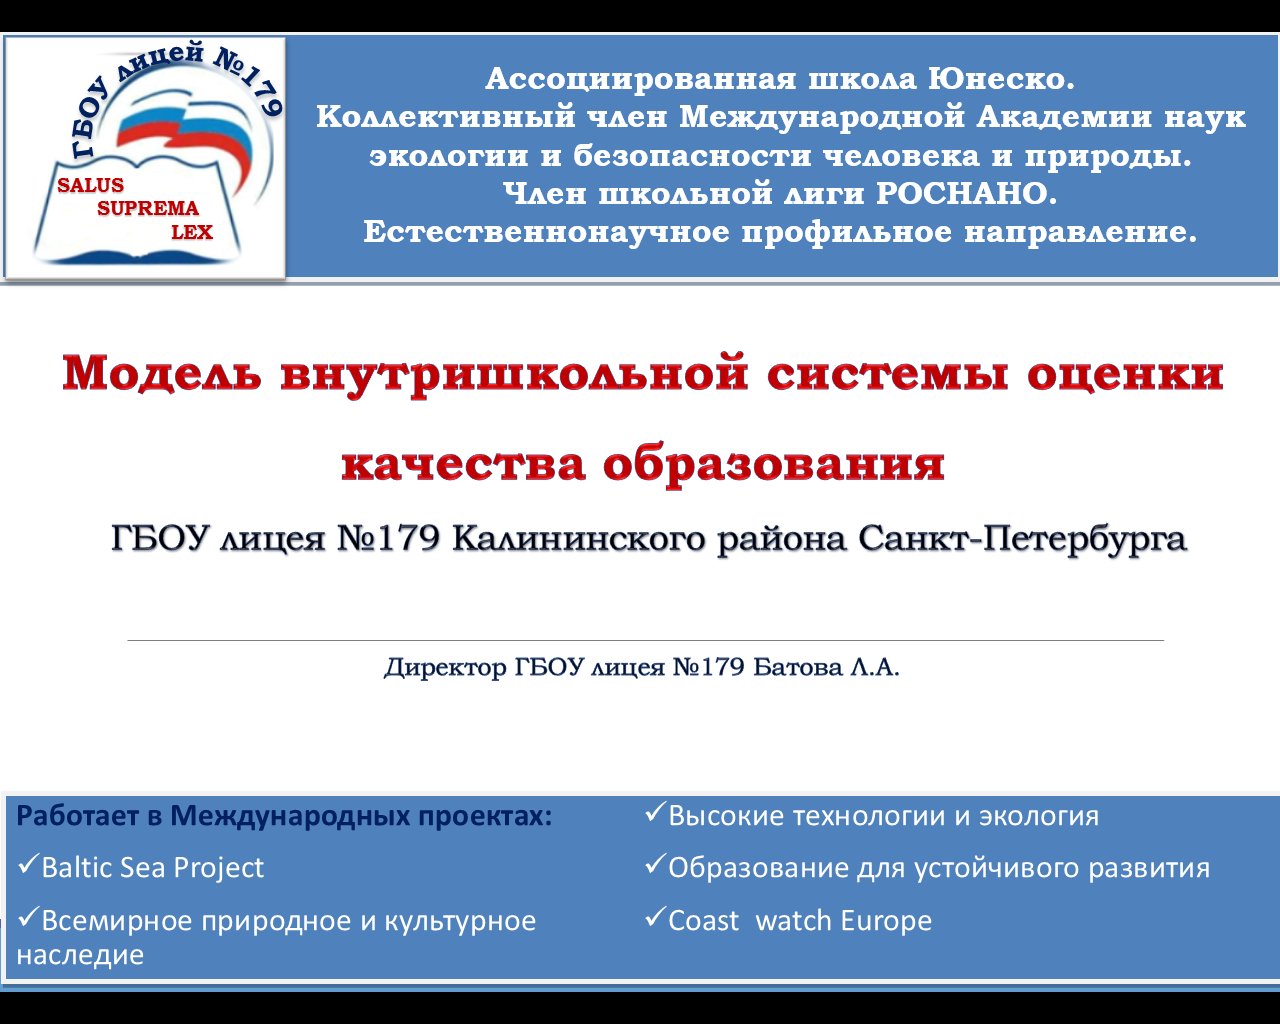 ГБОУ лицей №179
SALUS
SUPREMA
LEX
Ассоциированная школа Юнеско.
Коллективный член Международной Академии наук
экологии и безопасности человека и природы.
Член школьной лиги РОСНАНО.
Естественнонаучное профильное направление.
Модель внутришкольной системы оценки
качества образования
ГБОУ лицея №179 Калининского района Санкт-Петербурга
Директор ГБОУ лицея №179 Батова Л.А.
Работает в Международных проектах:
✓Baltic Sea Project
✓Всемирное природное и культурное
наследие
✓Высокие технологии и экология
✓Образование для устойчивого развития
✓Coast  watch Europe